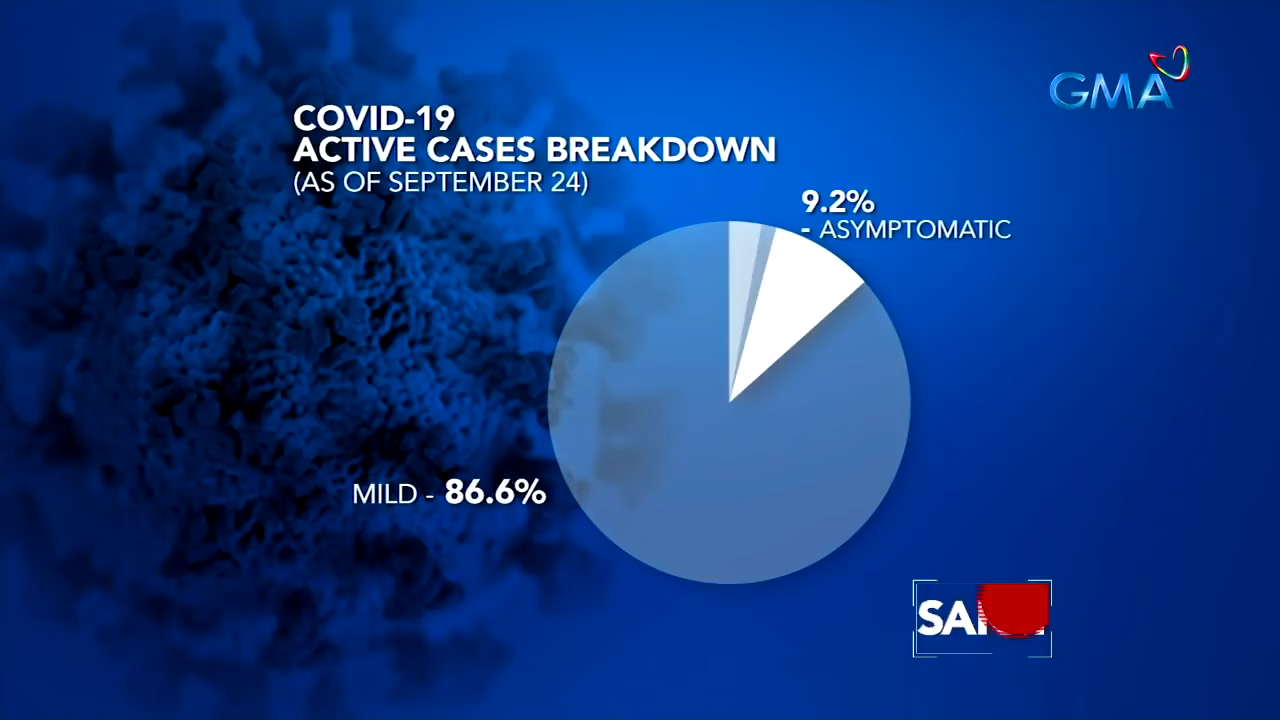 GMA
COVID-19
ACTIVE CASES BREAKDOWN
(AS OF SEPTEMBER 24)
9.2%
- ASYMPTOMATIC
MILD - 86.6%